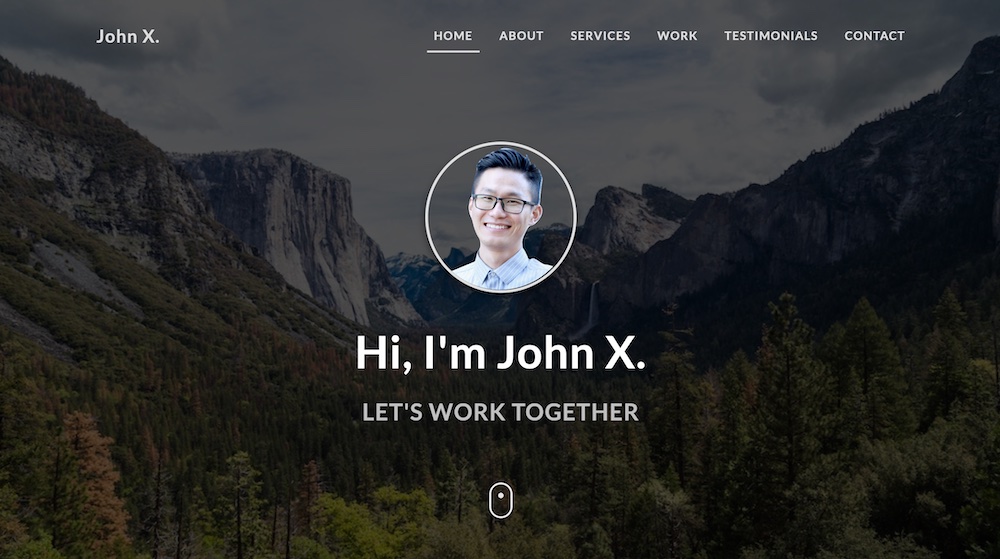 John X.
HOME ABOUT SERVICES WORK TESTIMONIALS CONTACT
Hi, I'm John X.
LET'S WORK TOGETHER